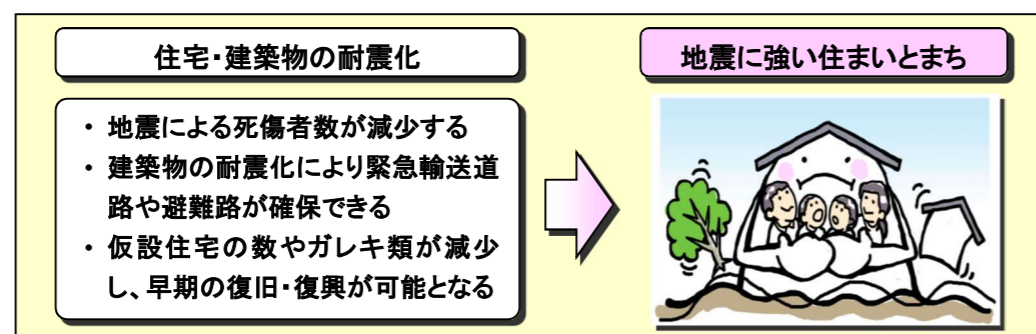 住宅・建築物の耐震化
・ 地震による死傷者数が減少する
・ 建築物の耐震化により緊急輸送道
路や避難路が確保できる
・ 仮設住宅の数やガレキ類が減少
し、早期の復旧・復興が可能となる
地震に強い住まいとまち